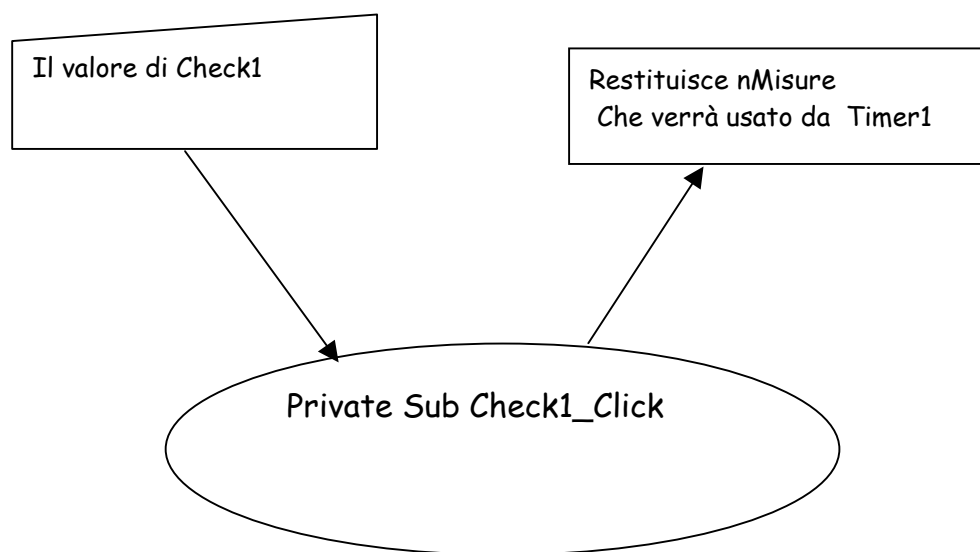 Il valore di Check1
Restituisce nMisure
Che verrà usato da Timer1
Private Sub Check1_Click